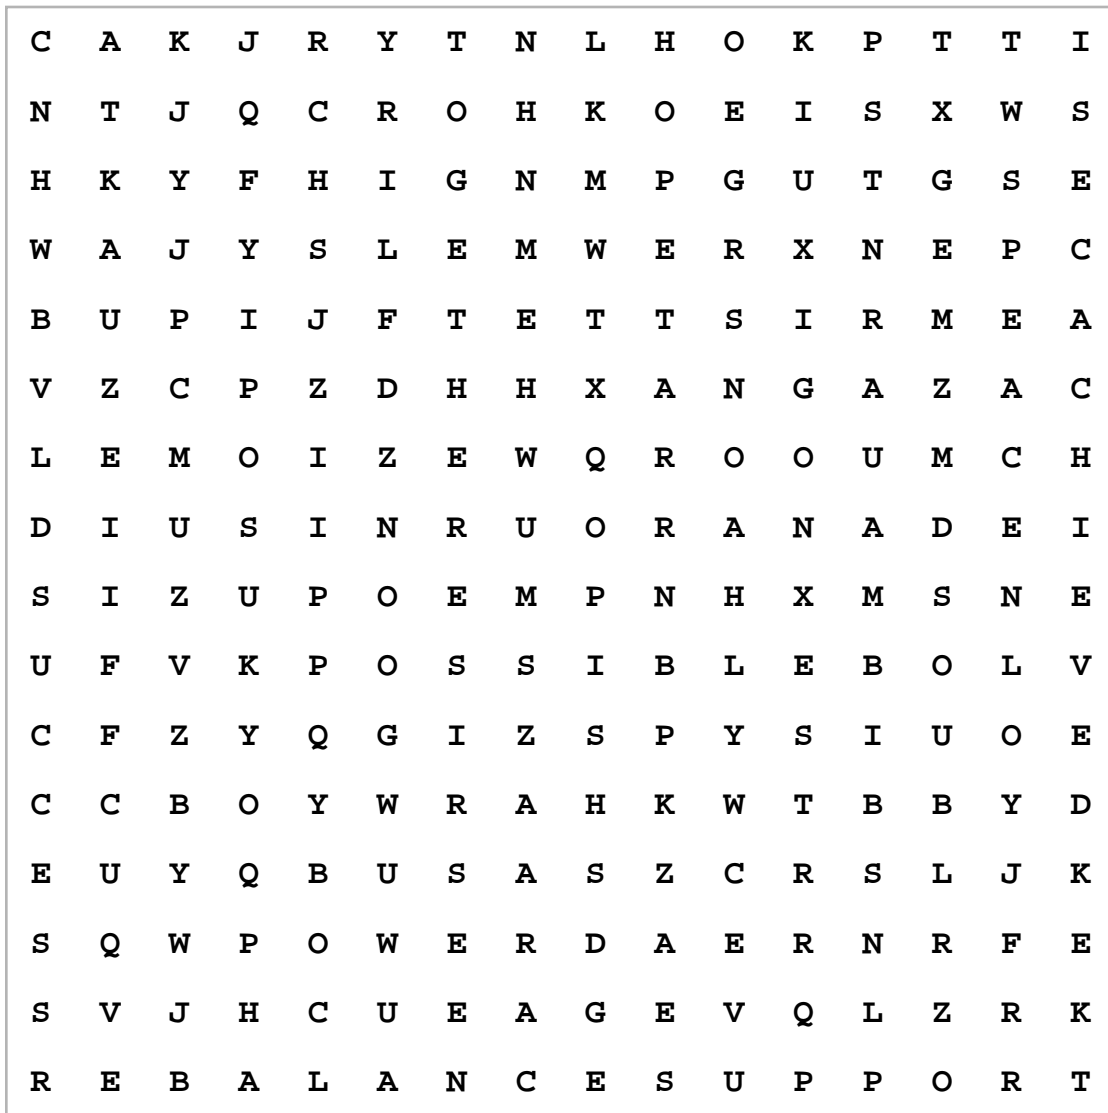 C A K J R Y T N L H O K P T T I
N T J Q C R O H K O E I S X W S
H K Y F H I G N M P G U T G S E
W A J Y S L E M W E R X N E P C
B U P I J F T E T T S I R M E A
V Z C P Z D H H X A N G A Z A C
L E M O I Z E W Q R O O U M C H
D I U S I N R U O R A N A D E I
S I Z U P O E M P N H X M S N E
U F V K P O S S I B L E B O L V
C F Z Y Q G I Z S P Y S I U O E
C C B O Y W R A H K W T B B Y D
E U Y Q B U S A S Z C R S L J K
S Q W P O W E R D A E R N R F E
S V J H C U E A G E V Q L Z R K
R E B A L A N C E S U P P O R T